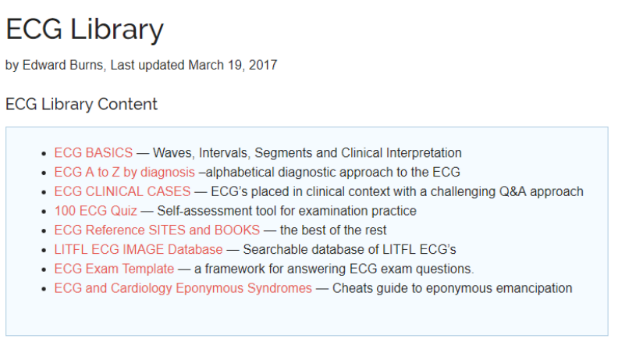 ECG Library
by Edward Burns, Last updated March 19, 2017
ECG Library Content
• ECG BASICS — Waves, Intervals, Segments and Clinical Interpretation
• ECG A to Z by diagnosis –alphabetical diagnostic approach to the ECG
• ECG CLINICAL CASES — ECG's placed in clinical context with a challenging Q&A approach
• 100 ECG Quiz — Self-assessment tool for examination practice
• ECG Reference SITES and BOOKS — the best of the rest
• LITFL ECG IMAGE Database — Searchable database of LITFL ECG's
• ECG Exam Template — a framework for answering ECG exam questions.
• ECG and Cardiology Eponymous Syndromes — Cheats guide to eponymous emancipation